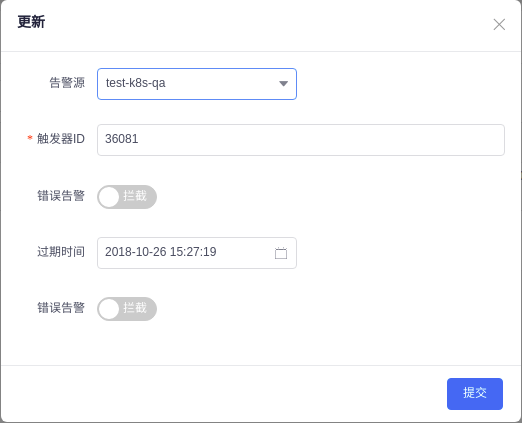 更新
告警源 test-k8s-qa
* 触发器ID 36081
错误告警 拦截
过期时间 2018-10-26 15:27:19
错误告警 拦截
提交